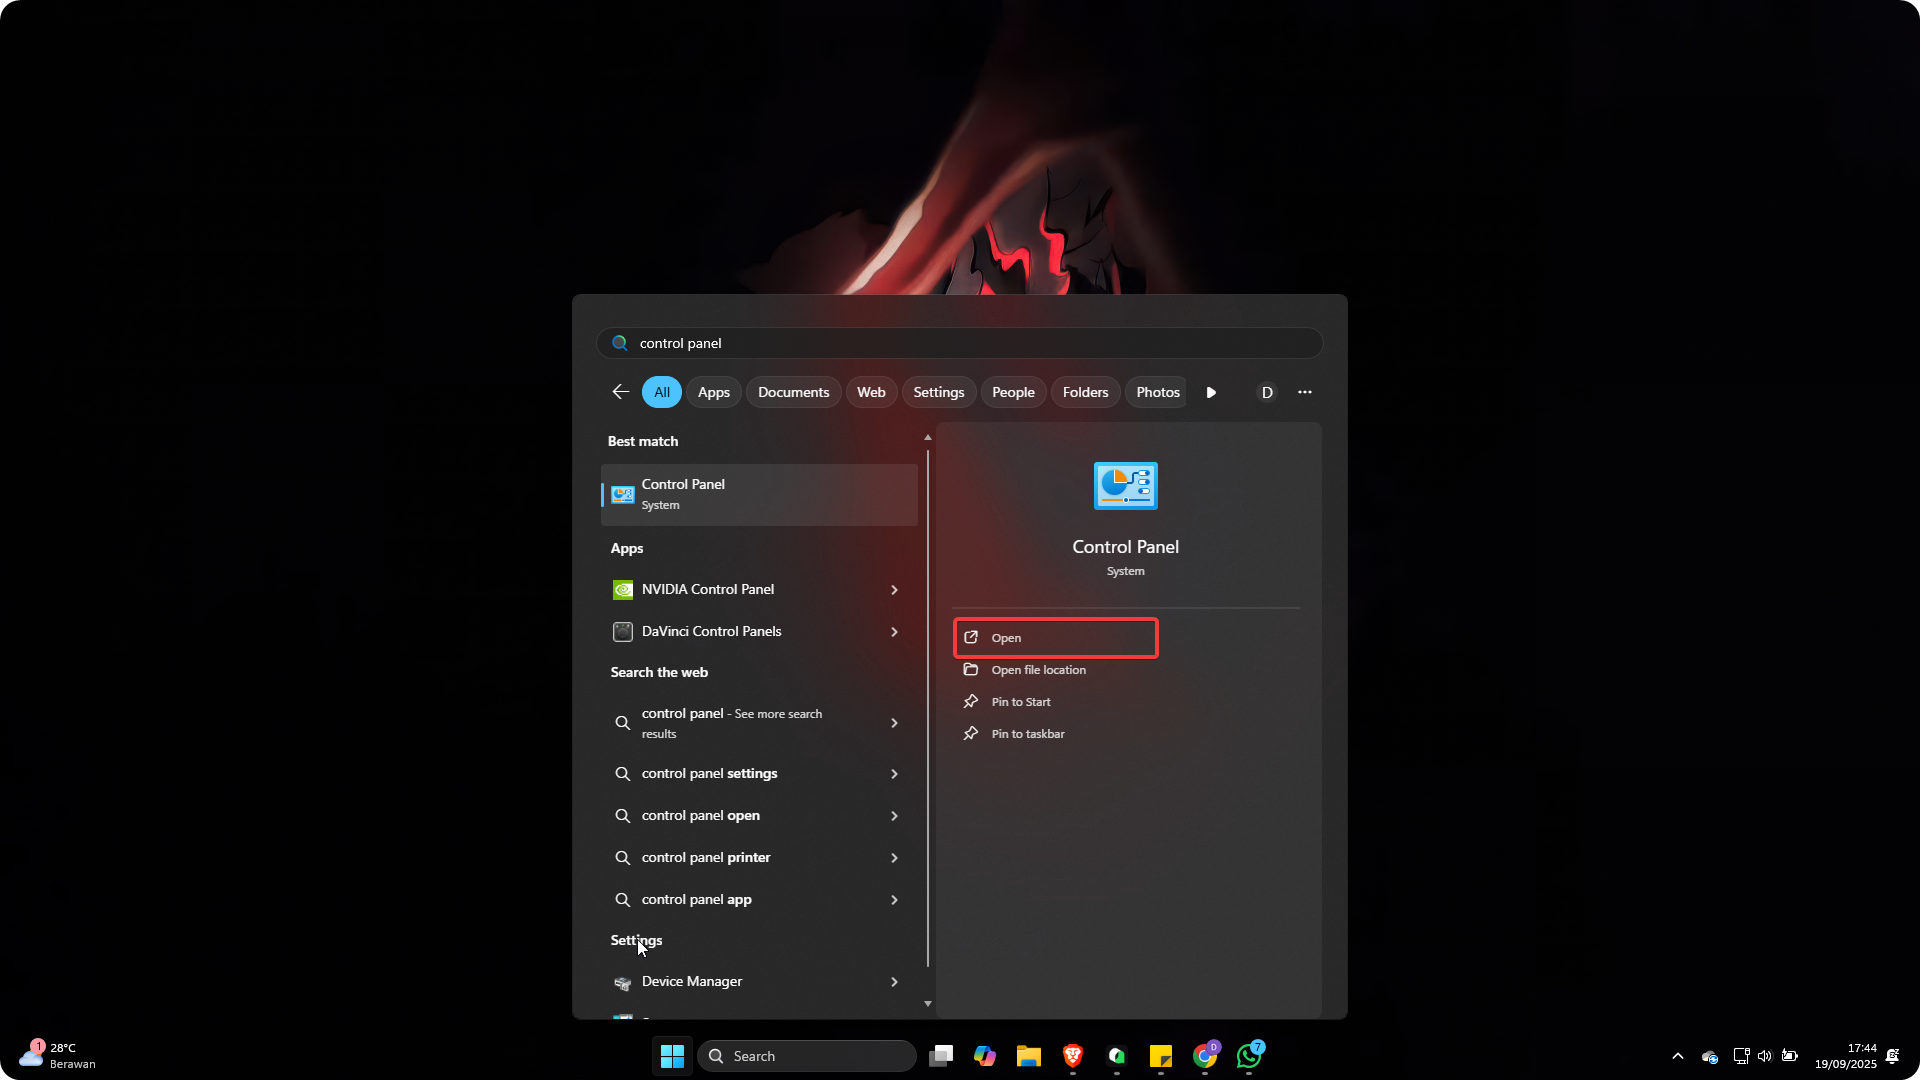 control panel
All
Apps
Documents
Web
Settings
People
Folders
Photos
D
Best match
Control Panel
System
Apps
NVIDIA Control Panel
DaVinci Control Panels
Search the web
control panel - See more search
results
control panel settings
control panel open
control panel printer
control panel app
Settings
Device Manager
Control Panel
System
Open
Open file location
Pin to Start
Pin to taskbar
1
28°C
Berawan
Search
D
7
17:44
19/09/2025